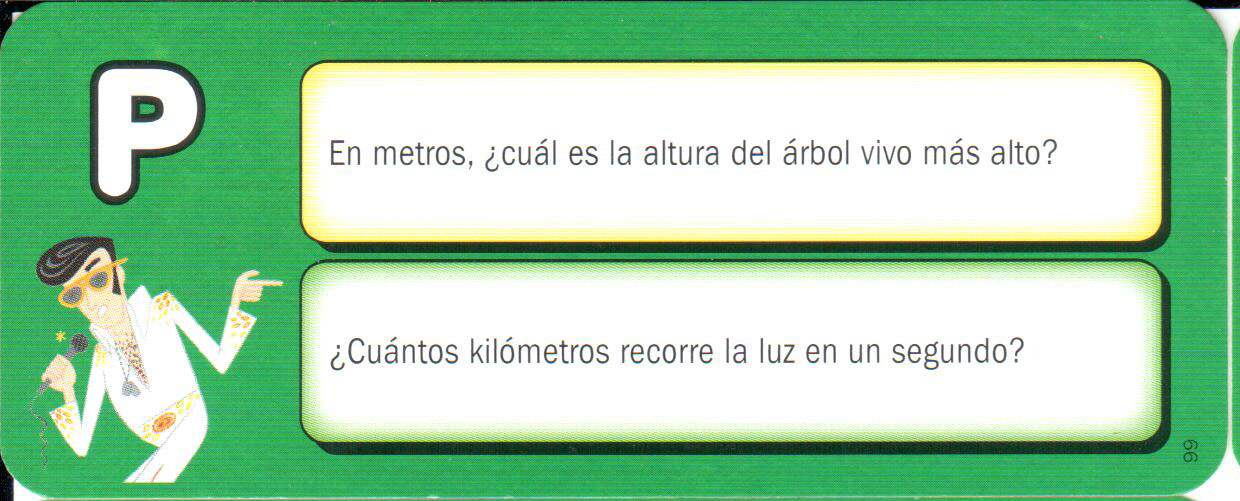 P
En metros, ¿cuál es la altura del árbol vivo más alto?
¿Cuántos kilómetros recorre la luz en un segundo?
99